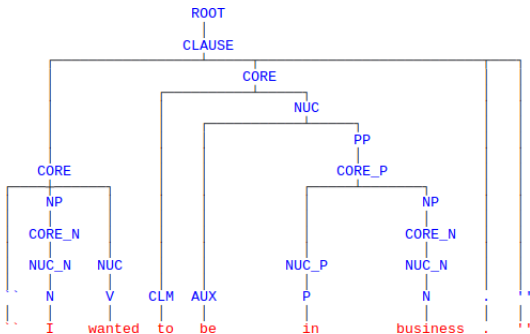 ROOT
CLAUSE
CORE
NUC
PP
CORE CORE_P
NP NP
CORE_N CORE_N
NUC_N NUC NUC_P NUC_N
`` N V CLM AUX P N . ''
`` I wanted to be in business . ''